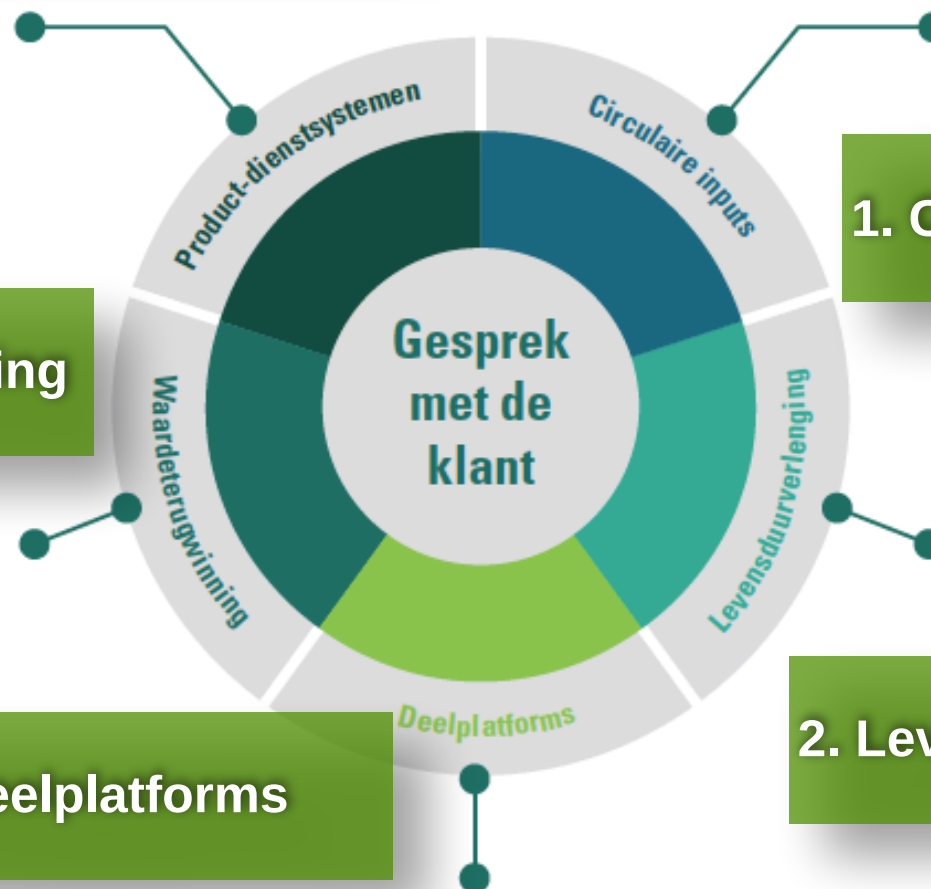 Product-dienstsystemen
Circulaire inputs
1. C
ing
Gesprek
met de
klant
Waardeterugwinning
Levensduurverlenging
Deelplatforms
eelplatforms
2. Lev